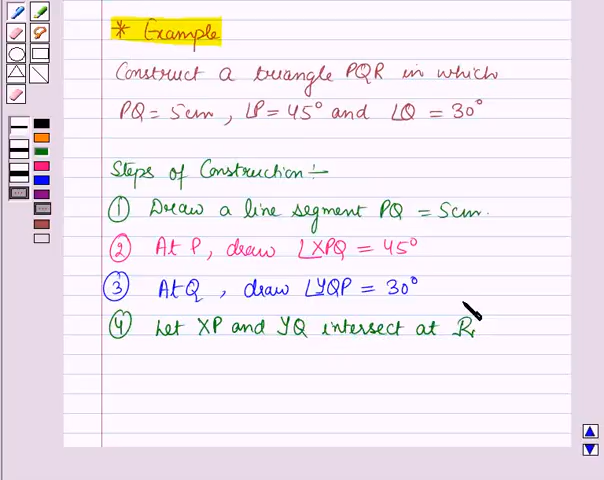 * Example
Construct a triangle PQR in which
PQ = 5cm, ∠P = 45° and ∠Q = 30°
Steps of Construction:-
① Draw a line segment PQ = 5cm.
② At P, draw ∠XPQ = 45°
③ At Q, draw ∠YQP = 30°
④ Let XP and YQ intersect at R